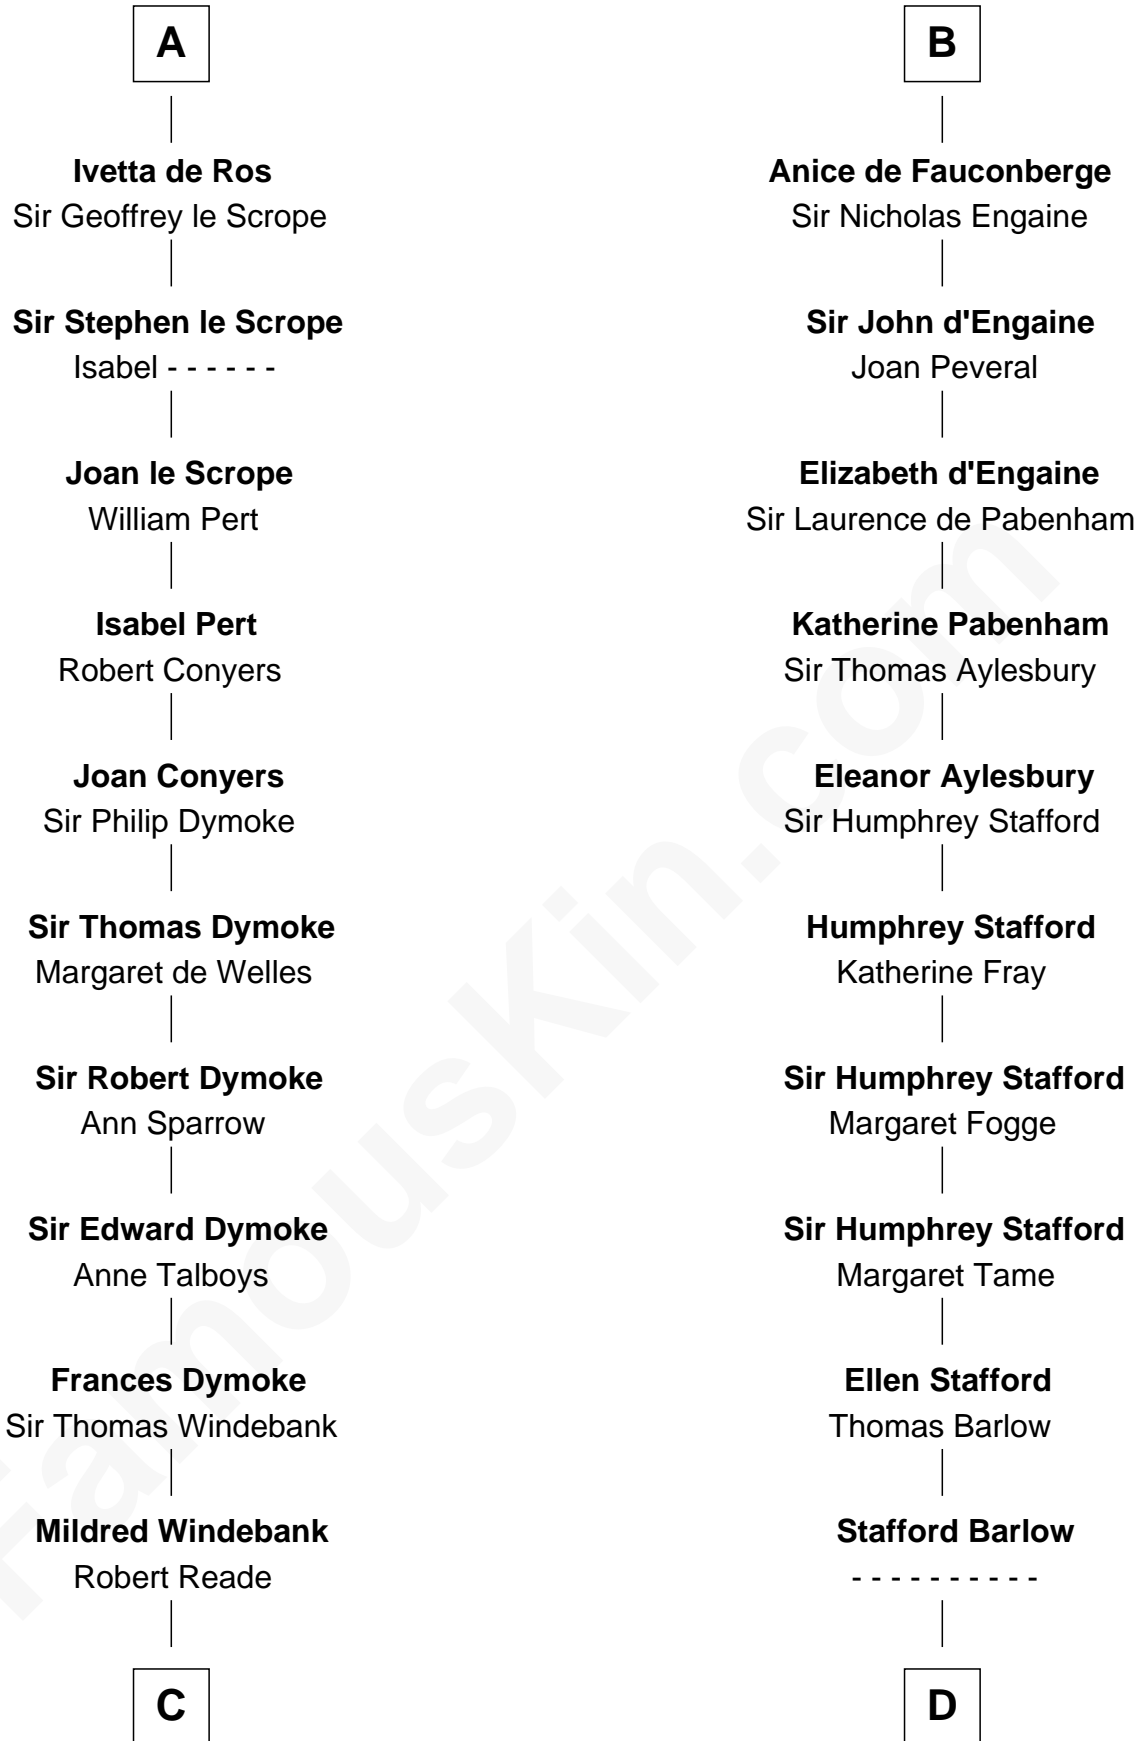 A
Ivetta de Ros
Sir Geoffrey le Scrope
Sir Stephen le Scrope
Isabel - - - - - -
Joan le Scrope
William Pert
Isabel Pert
Robert Conyers
Joan Conyers
Sir Philip Dymoke
Sir Thomas Dymoke
Margaret de Welles
Sir Robert Dymoke
Ann Sparrow
Sir Edward Dymoke
Anne Talboys
Frances Dymoke
Sir Thomas Windebank
Mildred Windebank
Robert Reade
C
B
Anice de Fauconberge
Sir Nicholas Engaine
Sir John d'Engaine
Joan Peveral
Elizabeth d'Engaine
Sir Laurence de Pabenham
Katherine Pabenham
Sir Thomas Aylesbury
Eleanor Aylesbury
Sir Humphrey Stafford
Humphrey Stafford
Katherine Fray
Sir Humphrey Stafford
Margaret Fogge
Sir Humphrey Stafford
Margaret Tame
Ellen Stafford
Thomas Barlow
Stafford Barlow
- - - - - - - - - -
D
FamousKin.com